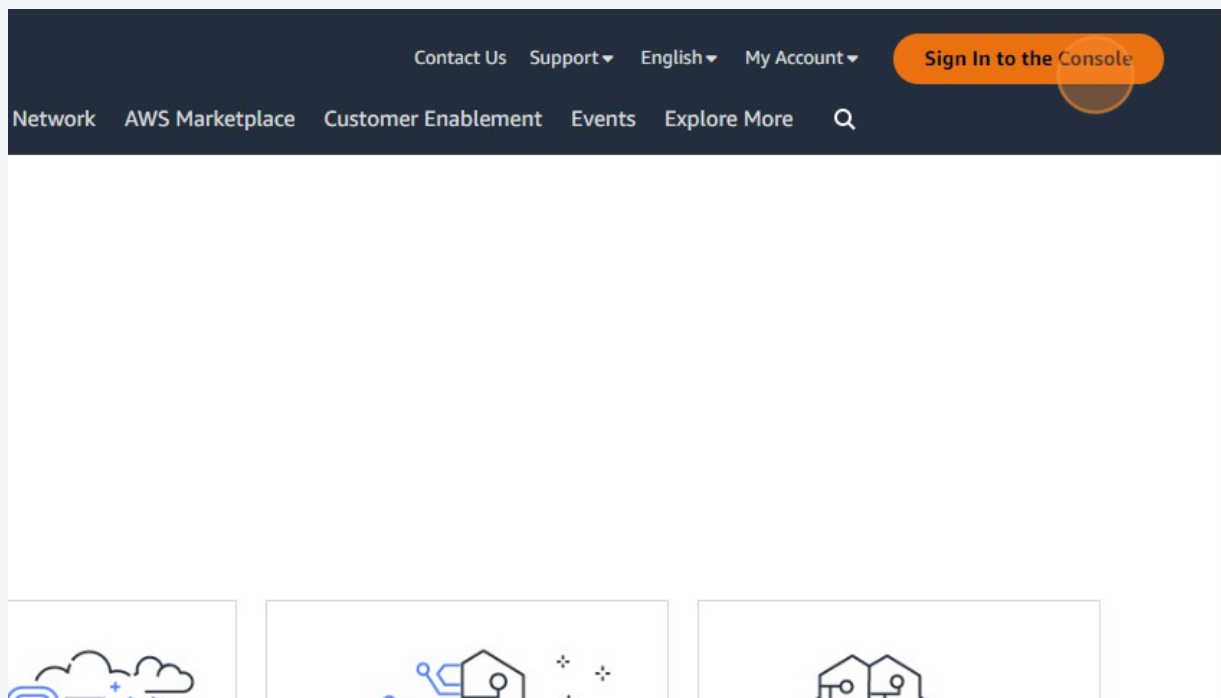 Contact Us Support English My Account Sign In to the Console
Network AWS Marketplace Customer Enablement Events Explore More